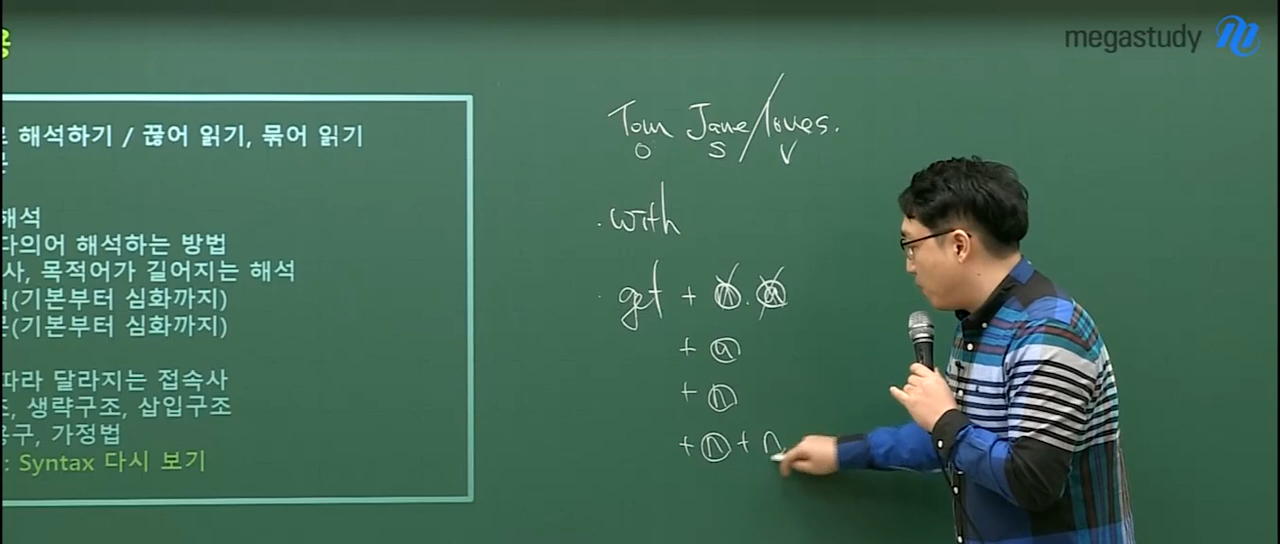 megastudy
용
해석하기 / 끊어 읽기, 묶어 읽기
해석
다의어 해석하는 방법
사, 목적어가 길어지는 해석
(기본부터 심화까지)
(기본부터 심화까지)
따라 달라지는 접속사
, 생략구조, 삽입구조
용구, 가정법
: Syntax 다시 보기
Tom Jane/loves.
O S V
· with
· get + n . a
+ a
+ n
+ n + n